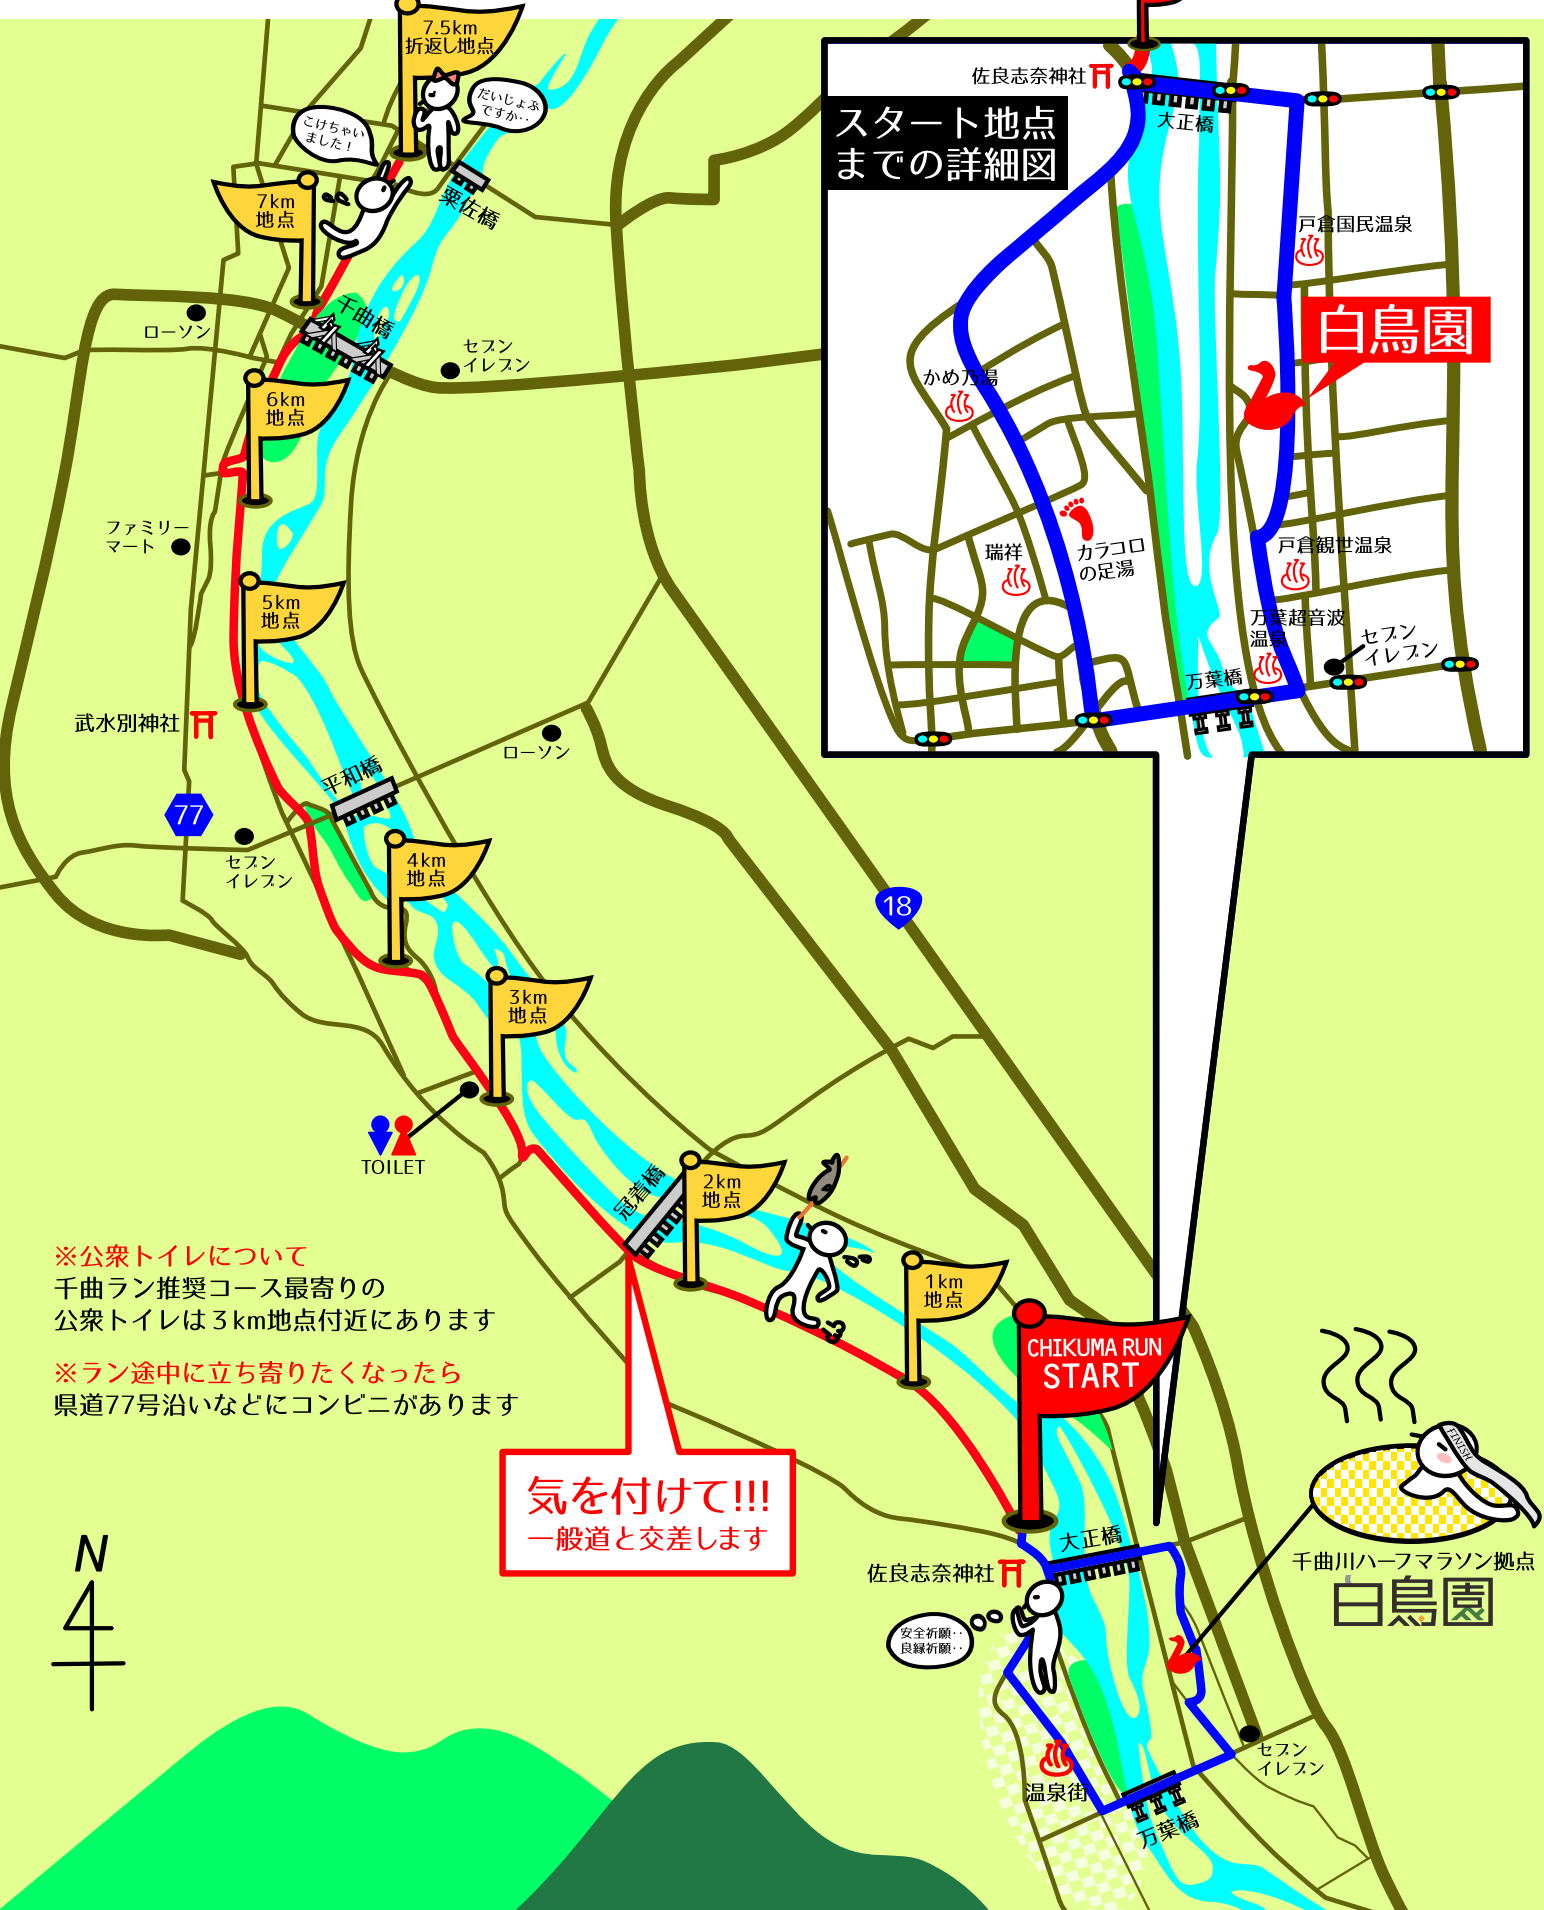 7.5km
折返し地点
だいじょぶ
ですか‥
こけちゃい
ました！
粟佐橋
7km
地点
ローソン
千曲橋
セブン
イレブン
6km
地点
ファミリー
マート
5km
地点
武水別神社
平和橋
ローソン
77
セブン
イレブン
4km
地点
18
3km
地点
TOILET
冠着橋
2km
地点
1km
地点
CHIKUMA RUN
START
※公衆トイレについて
千曲ラン推奨コース最寄りの
公衆トイレは３km地点付近にあります
※ラン途中に立ち寄りたくなったら
県道77号沿いなどにコンビニがあります
気を付けて!!!
一般道と交差します
N
佐良志奈神社
大正橋
安全祈願‥
良縁祈願‥
温泉街
万葉橋
セブン
イレブン
FINISH
千曲川ハーフマラソン拠点
白鳥園
スタート地点
までの詳細図
佐良志奈神社
大正橋
戸倉国民温泉
白鳥園
かめ乃湯
瑞祥
カラコロ
の足湯
戸倉観世温泉
万葉超音波
温泉
セブン
イレブン
万葉橋